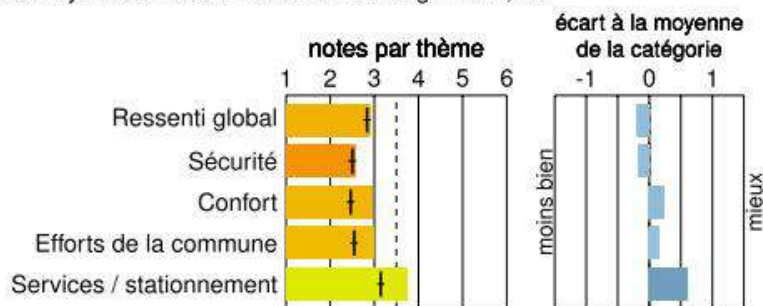 écart à la moyenne
notes par thème
de la catégorie
1 2 3 4 5 6
-1 0 1
Ressenti global
Sécurité
Confort
Efforts de la commune
Services / stationnement
moins bien
mieux